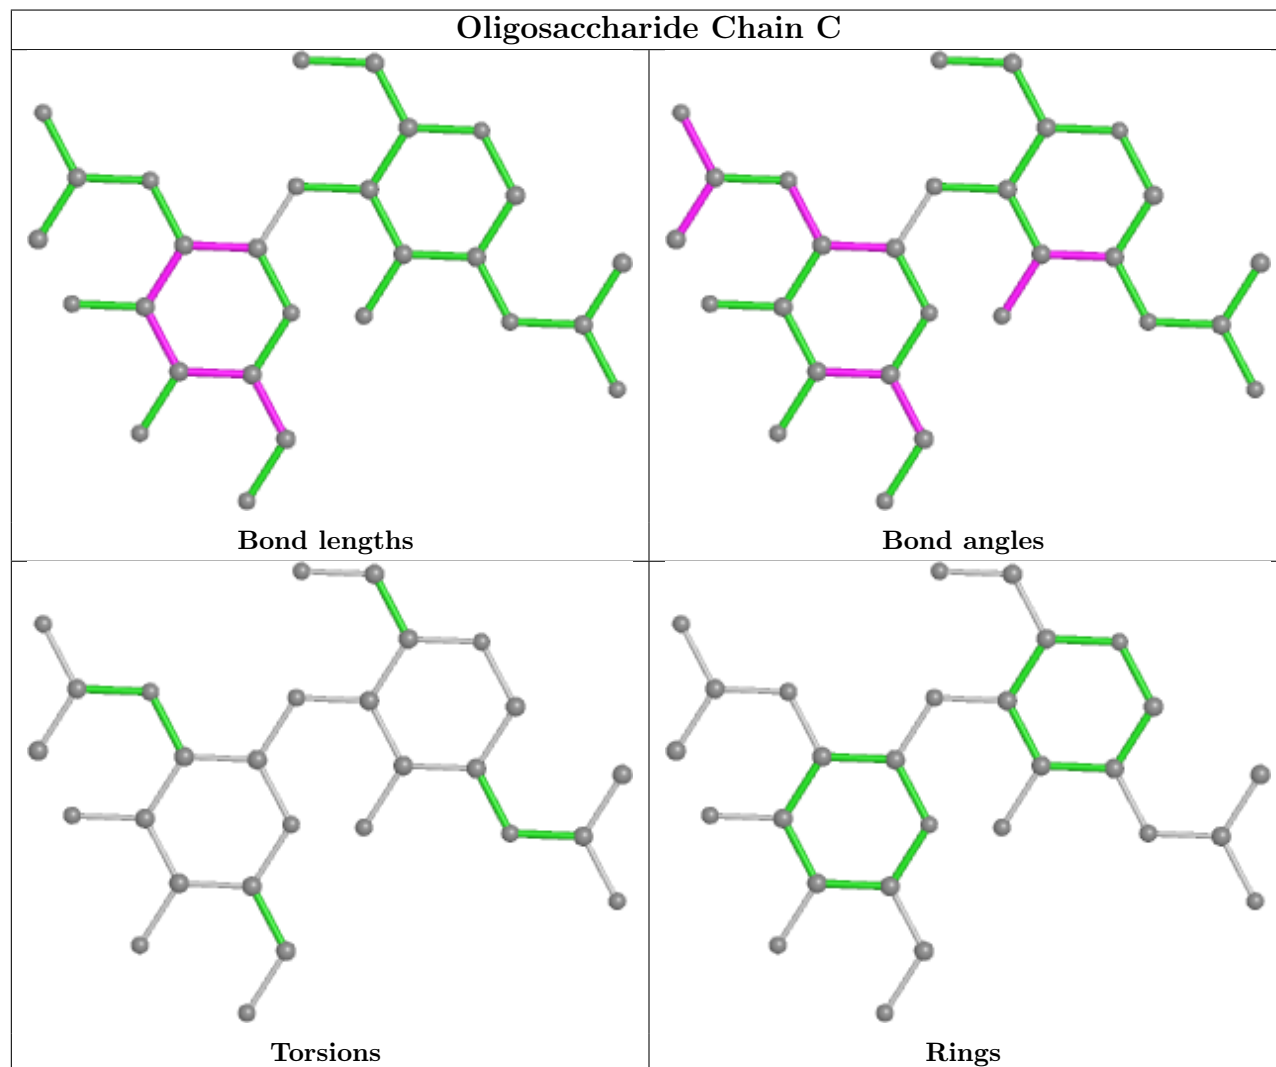 Oligosaccharide Chain C
Bond lengths
Bond angles
Torsions
Rings